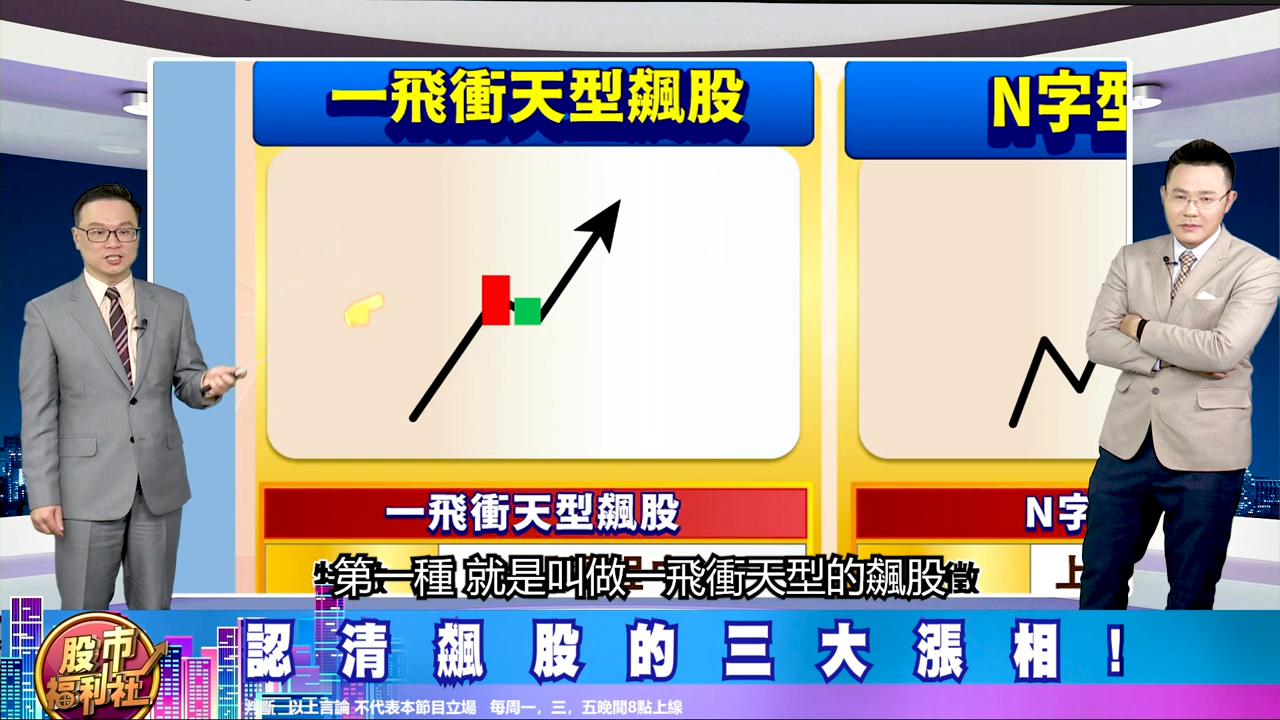 一飛衝天型飆股
N字型
一飛衝天型飆股
N字
徵
上
第一種 就是叫做一飛衝天型的飆股
認清飆股的三大漲相！
股市
福利社
以上言論 不代表本節目立場 每周一，三，五晚間8點上線